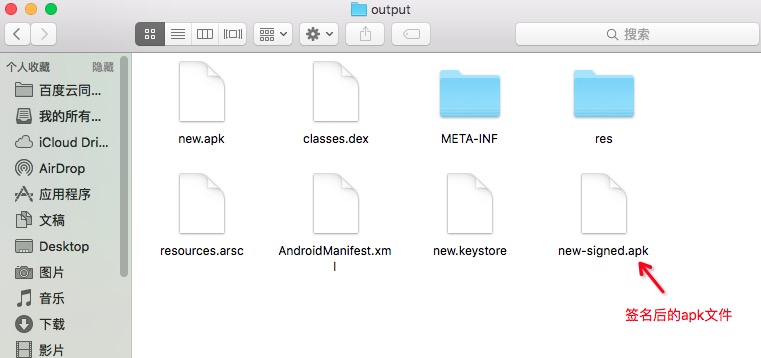 output
搜索
个人收藏
隐藏
百度云同...
我的所有...
iCloud Dri...
AirDrop
应用程序
文稿
Desktop
图片
音乐
下载
影片
new.apk
classes.dex
META-INF
res
resources.arsc
AndroidManifest.xm
l
new.keystore
new-signed.apk
签名后的apk文件